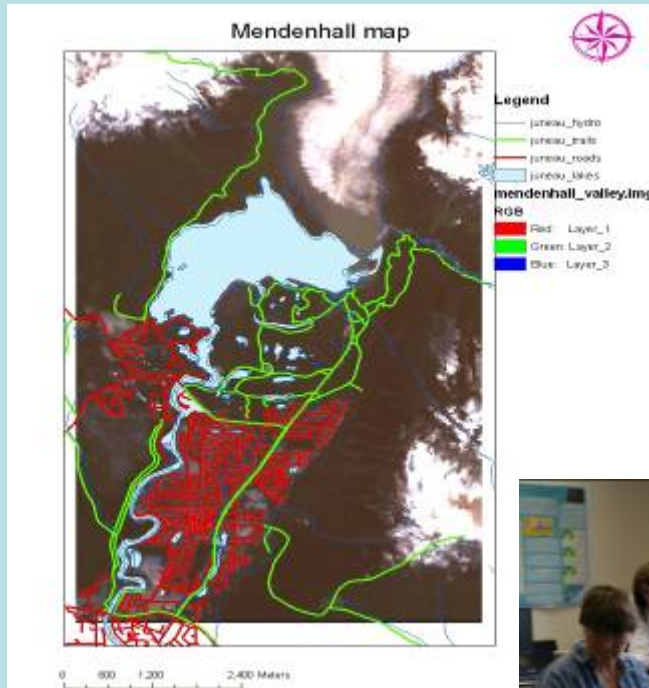 Mendenhall map
Legend
juneau_hydro
juneau_trails
juneau_roads
juneau_lakes
mendenhall_valley.img
RGB
Red: Layer_1
Green: Layer_2
Blue: Layer_3
0 600 1,200 2,400 Meters